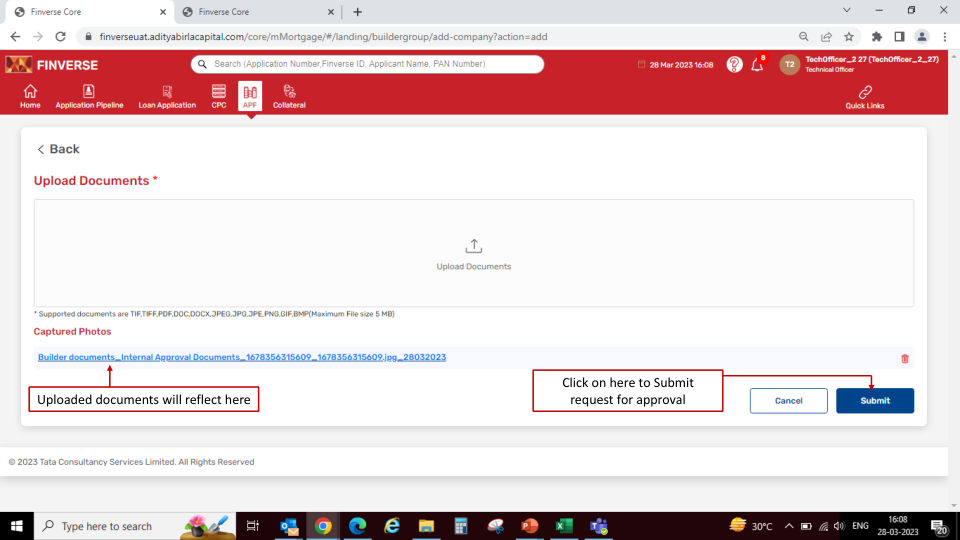 Finverse Core
Finverse Core
finverseuat.adityabirlacapital.com/core/mMortgage/#/landing/buildergroup/add-company?action=add
FINVERSE
Search (Application Number,Finverse ID, Applicant Name, PAN Number)
28 Mar 2023 16:08
8
T2
TechOfficer_2 27 (TechOfficer_2_27)
Technical Officer
Home
Application Pipeline
Loan Application
CPC
APF
Collateral
Quick Links
Back
Upload Documents *
Upload Documents
* Supported documents are TIF,TIFF,PDF,DOC,DOCX,JPEG,JPG,JPE,PNG,GIF,BMP(Maximum File size 5 MB)
Captured Photos
Builder documents_Internal Approval Documents_1678356315609_1678356315609.jpg_28032023
Uploaded documents will reflect here
Click on here to Submit
request for approval
Cancel
Submit
© 2023 Tata Consultancy Services Limited. All Rights Reserved
Type here to search
30°C
ENG
16:08
28-03-2023
20